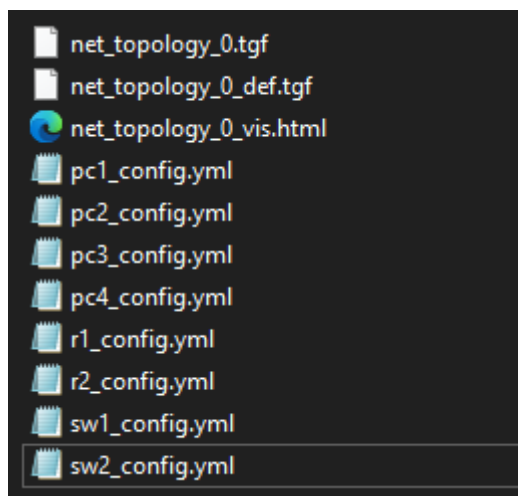 net_topology_0.tgf
net_topology_0_def.tgf
net_topology_0_vis.html
pc1_config.yml
pc2_config.yml
pc3_config.yml
pc4_config.yml
r1_config.yml
r2_config.yml
sw1_config.yml
sw2_config.yml